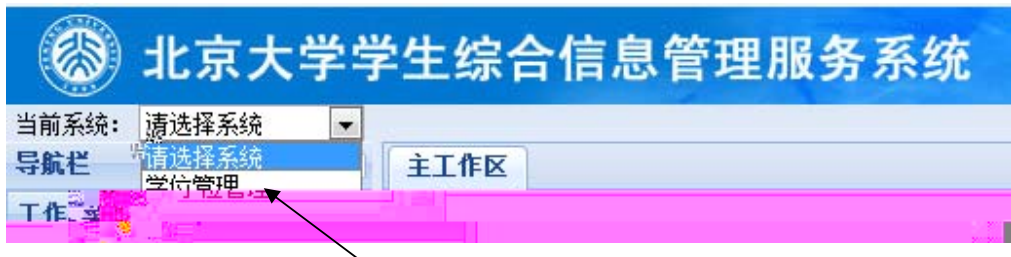 北京大学学生综合信息管理服务系统
当前系统： 请选择系统
导航栏 请选择系统 主工作区
学位管理
工作